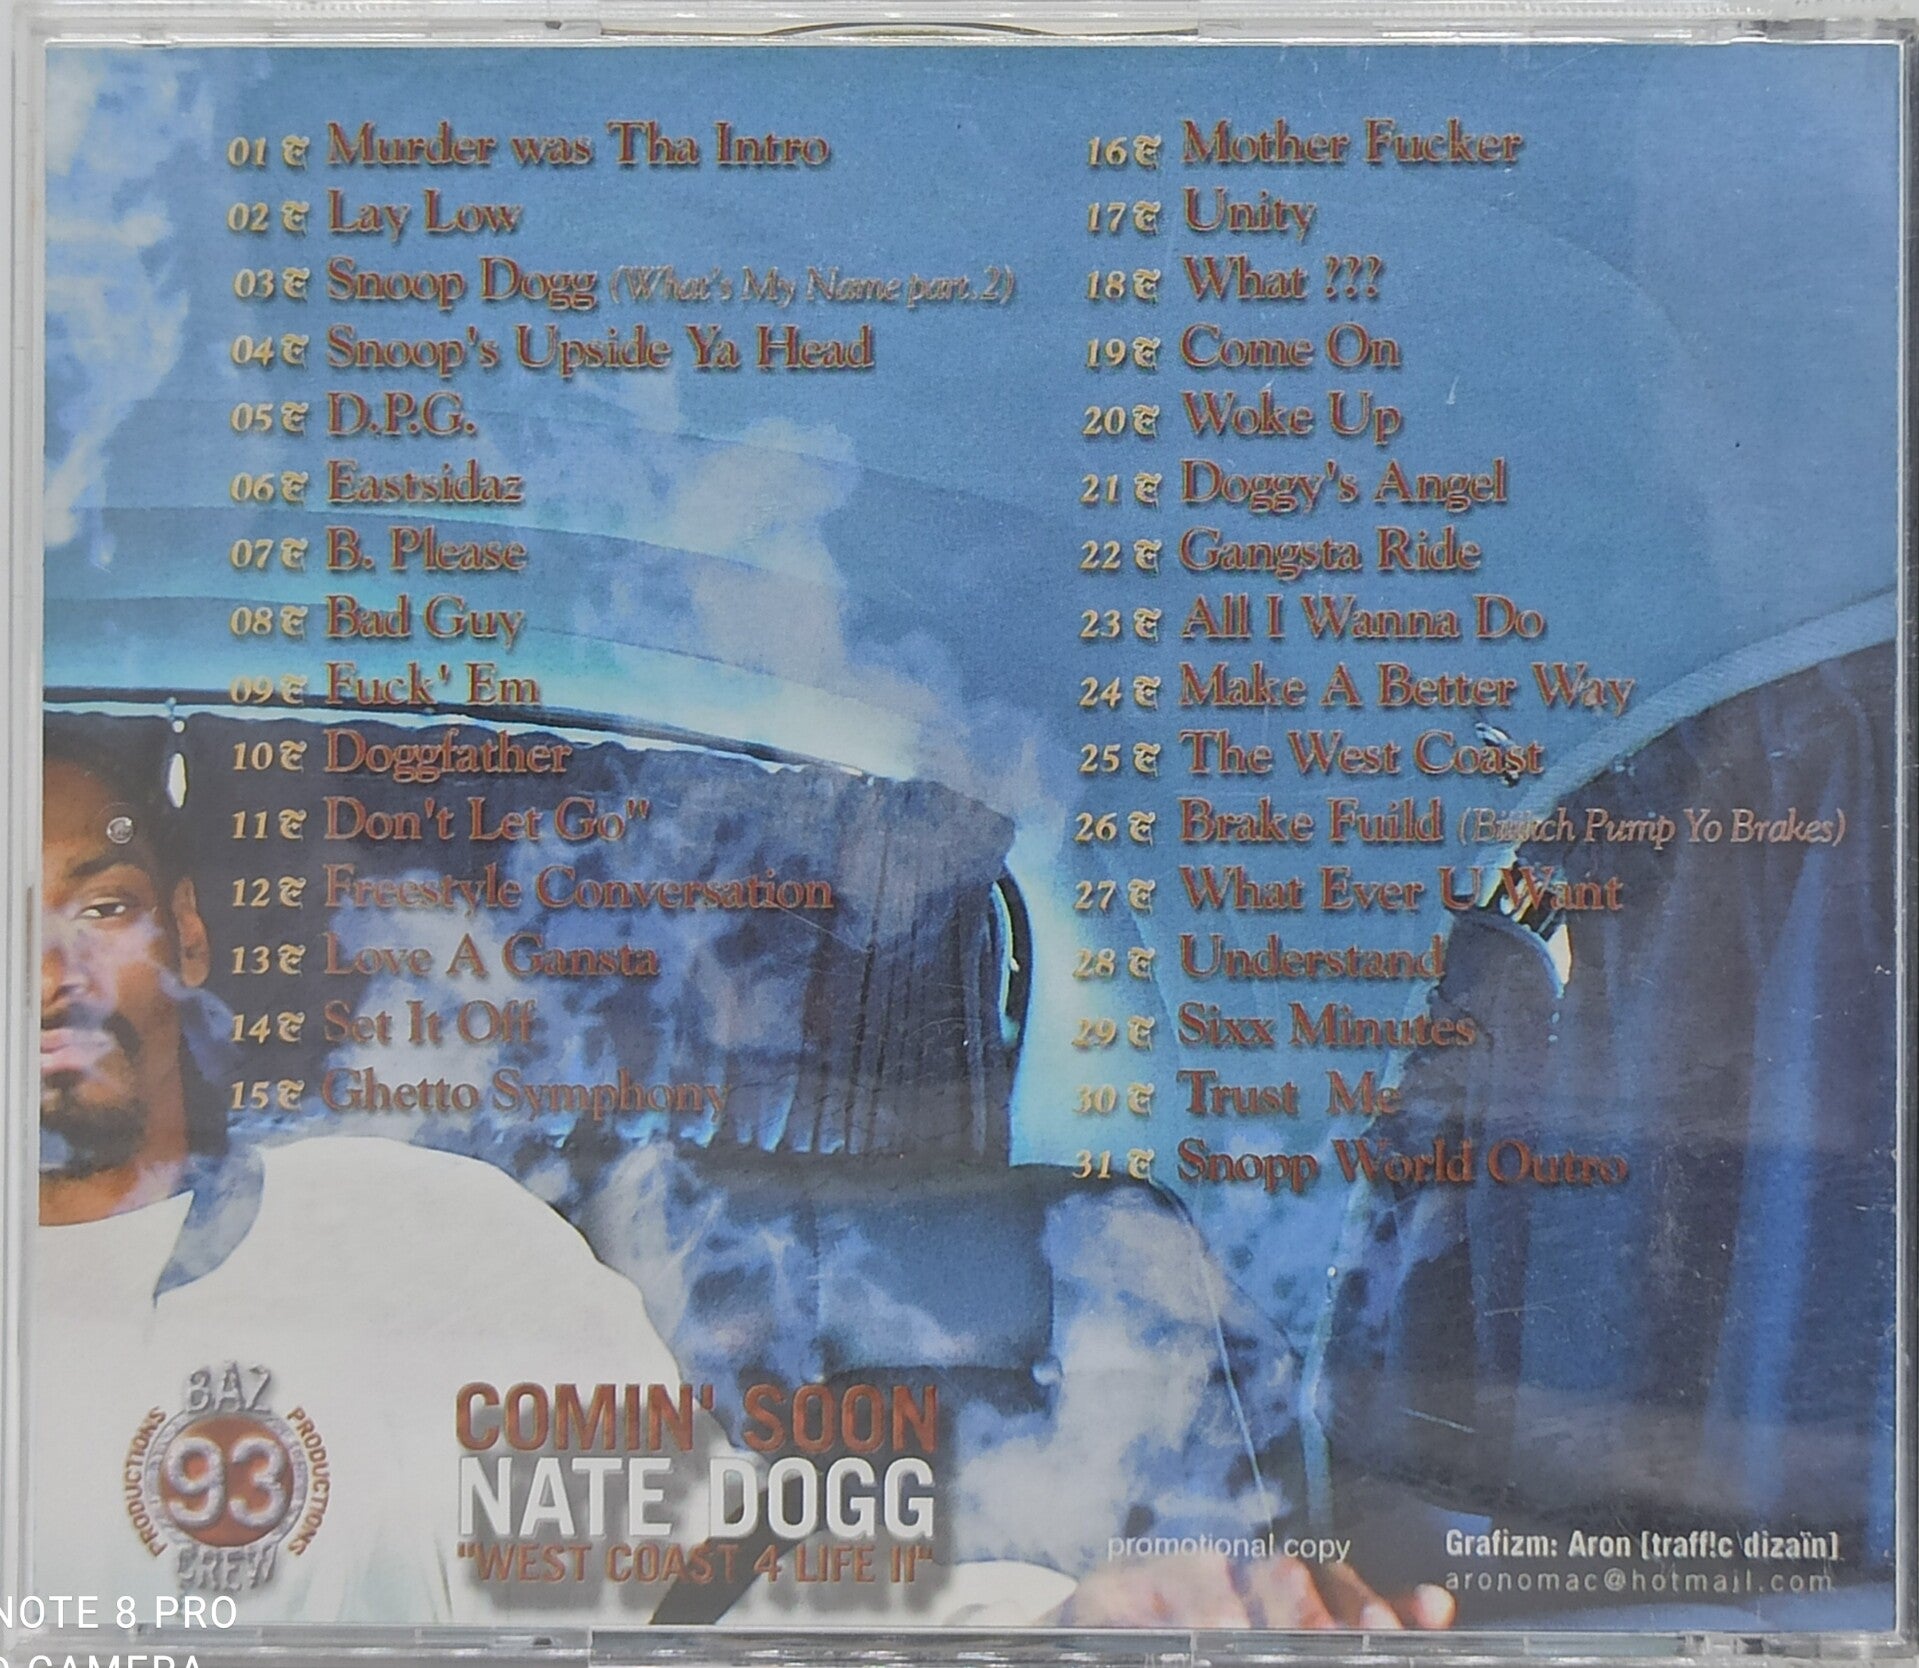 01 Murder was Tha Intro
02 Lay Low
03 Snoop Dogg (What's My Name part.2)
04 Snoop's Upside Ya Head
05 D.P.G.
06 Eastsidaz
07 B. Please
08 Bad Guy
09 Fuck' Em
10 Doggfather
11 Don't Let Go"
12 Freestyle Conversation
13 Love A Gansta
14 Set It Off
15 Ghetto Symphony
16 Mother Fucker
17 Unity
18 What ???
19 Come On
20 Woke Up
21 Doggy's Angel
22 Gangsta Ride
23 All I Wanna Do
24 Make A Better Way
25 The West Coast
26 Brake Fuild (Biiiitch Pump Yo Brakes)
27 What Ever U Want
28 Understand
29 Sixx Minutes
30 Trust Me
31 Snopp World Outro
BAZ
PRODUCTIONS
93
PRODUCTIONS
CREW
COMIN' SOON
NATE DOGG
"WEST COAST 4 LIFE II"
promotional copy
Grafizm: Aron [traff!c dizaïn]
aronomac@hotmail.com
NOTE 8 PRO
CAMERA